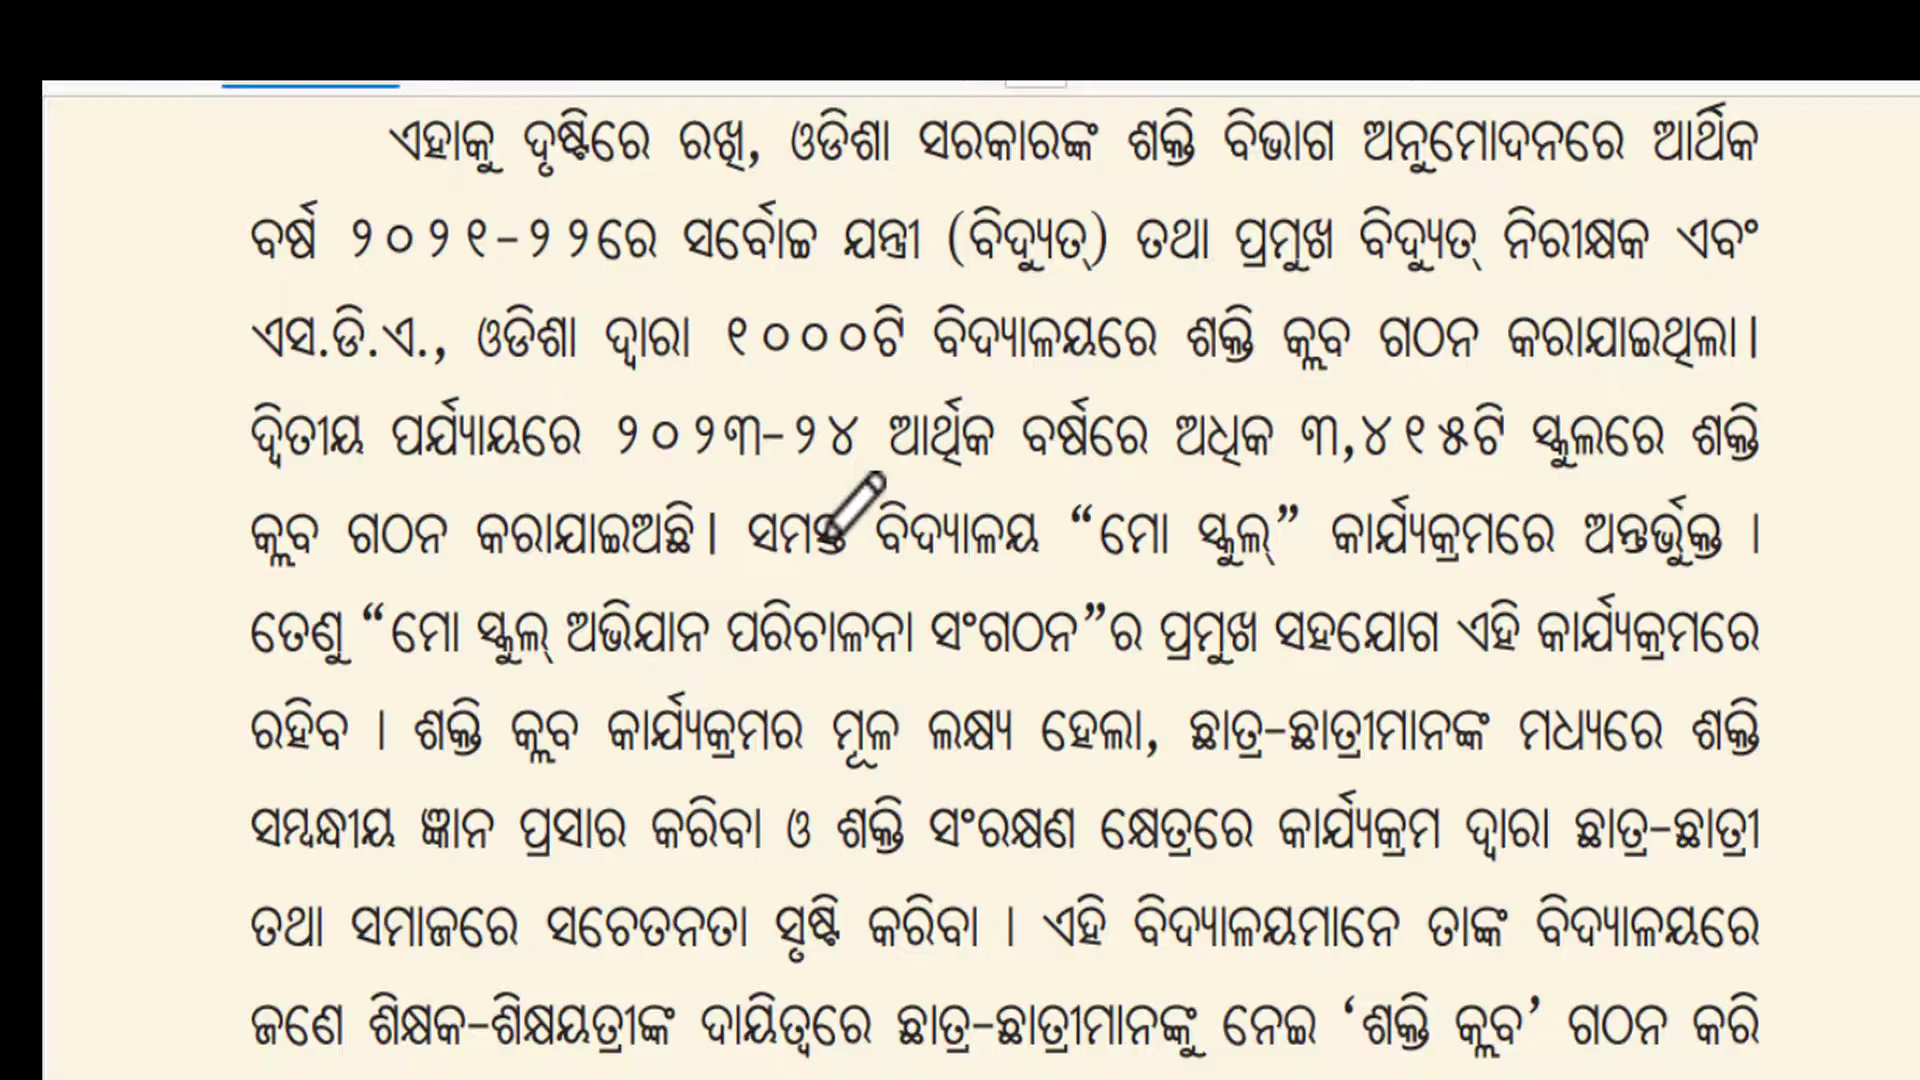 ଏହାକୁ ଦୃଷ୍ଟିରେ ରଖି, ଓଡିଶା ସରକାରଙ୍କ ଶକ୍ତି ବିଭାଗ ଅନୁମୋଦନରେ ଆର୍ଥିକ
ବର୍ଷ ୨୦୨୧-୨୨ରେ ସର୍ବୋଚ୍ଚ ଯନ୍ତ୍ରୀ (ବିଦ୍ୟୁତ୍) ତଥା ପ୍ରମୁଖ ବିଦ୍ୟୁତ୍ ନିରୀକ୍ଷକ ଏବଂ
ଏସ.ଡି.ଏ., ଓଡିଶା ଦ୍ୱାରା ୧୦୦୦ଟି ବିଦ୍ୟାଳୟରେ ଶକ୍ତି କ୍ଲବ ଗଠନ କରାଯାଇଥିଲା।
ଦ୍ୱିତୀୟ ପର୍ଯ୍ୟାୟରେ ୨୦୨୩-୨୪ ଆର୍ଥିକ ବର୍ଷରେ ଅଧିକ ୩,୪୧୫ଟି ସ୍କୁଲରେ ଶକ୍ତି
କ୍ଲବ ଗଠନ କରାଯାଇଅଛି। ସମସ୍ତ ବିଦ୍ୟାଳୟ “ମୋ ସ୍କୁଲ୍” କାର୍ଯ୍ୟକ୍ରମରେ ଅନ୍ତର୍ଭୁକ୍ତ ।
ତେଣୁ “ମୋ ସ୍କୁଲ୍ ଅଭିଯାନ ପରିଚାଳନା ସଂଗଠନ”ର ପ୍ରମୁଖ ସହଯୋଗ ଏହି କାର୍ଯ୍ୟକ୍ରମରେ
ରହିବ । ଶକ୍ତି କ୍ଲବ କାର୍ଯ୍ୟକ୍ରମର ମୂଳ ଲକ୍ଷ୍ୟ ହେଲା, ଛାତ୍ର-ଛାତ୍ରୀମାନଙ୍କ ମଧ୍ୟରେ ଶକ୍ତି
ସମ୍ବନ୍ଧୀୟ ଜ୍ଞାନ ପ୍ରସାର କରିବା ଓ ଶକ୍ତି ସଂରକ୍ଷଣ କ୍ଷେତ୍ରରେ କାର୍ଯ୍ୟକ୍ରମ ଦ୍ୱାରା ଛାତ୍ର-ଛାତ୍ରୀ
ତଥା ସମାଜରେ ସଚେତନତା ସୃଷ୍ଟି କରିବା । ଏହି ବିଦ୍ୟାଳୟମାନେ ତାଙ୍କ ବିଦ୍ୟାଳୟରେ
ଜଣେ ଶିକ୍ଷକ-ଶିକ୍ଷୟତ୍ରୀଙ୍କ ଦାୟିତ୍ୱରେ ଛାତ୍ର-ଛାତ୍ରୀମାନଙ୍କୁ ନେଇ ‘ଶକ୍ତି କ୍ଲବ’ ଗଠନ କରି